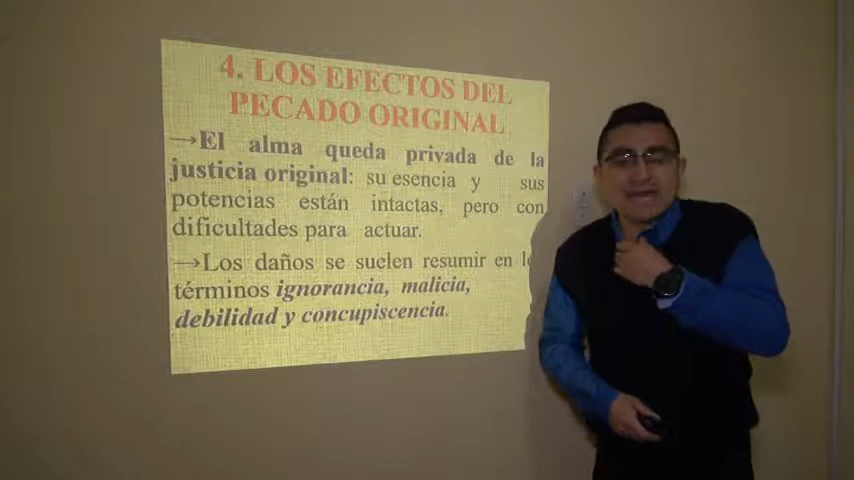 4. LOS EFECTOS DEL
PECADO ORIGINAL
→El alma queda privada de la
justicia original: su esencia y sus
potencias están intactas, pero con
dificultades para actuar.
→Los daños se suelen resumir en
términos ignorancia, malicia,
debilidad y concupiscencia.